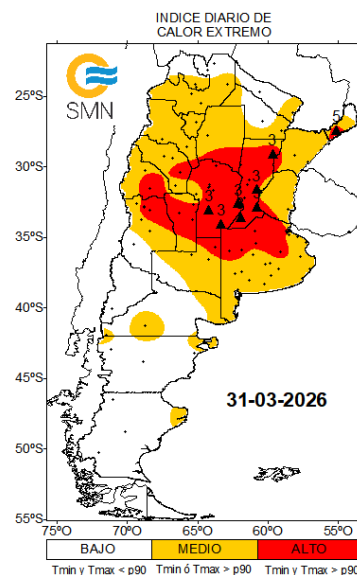 INDICE DIARIO DE
CALOR EXTREMO
SMN
25°S
30°S
35°S
40°S
45°S
50°S
55°S
5
3
3
3
3
31-03-2026
75°O 70°O 65°O 60°O 55°O
BAJO MEDIO ALTO
Tmin y Tmax < p90 Tmin ó Tmax > p90 Tmin y Tmax > p90